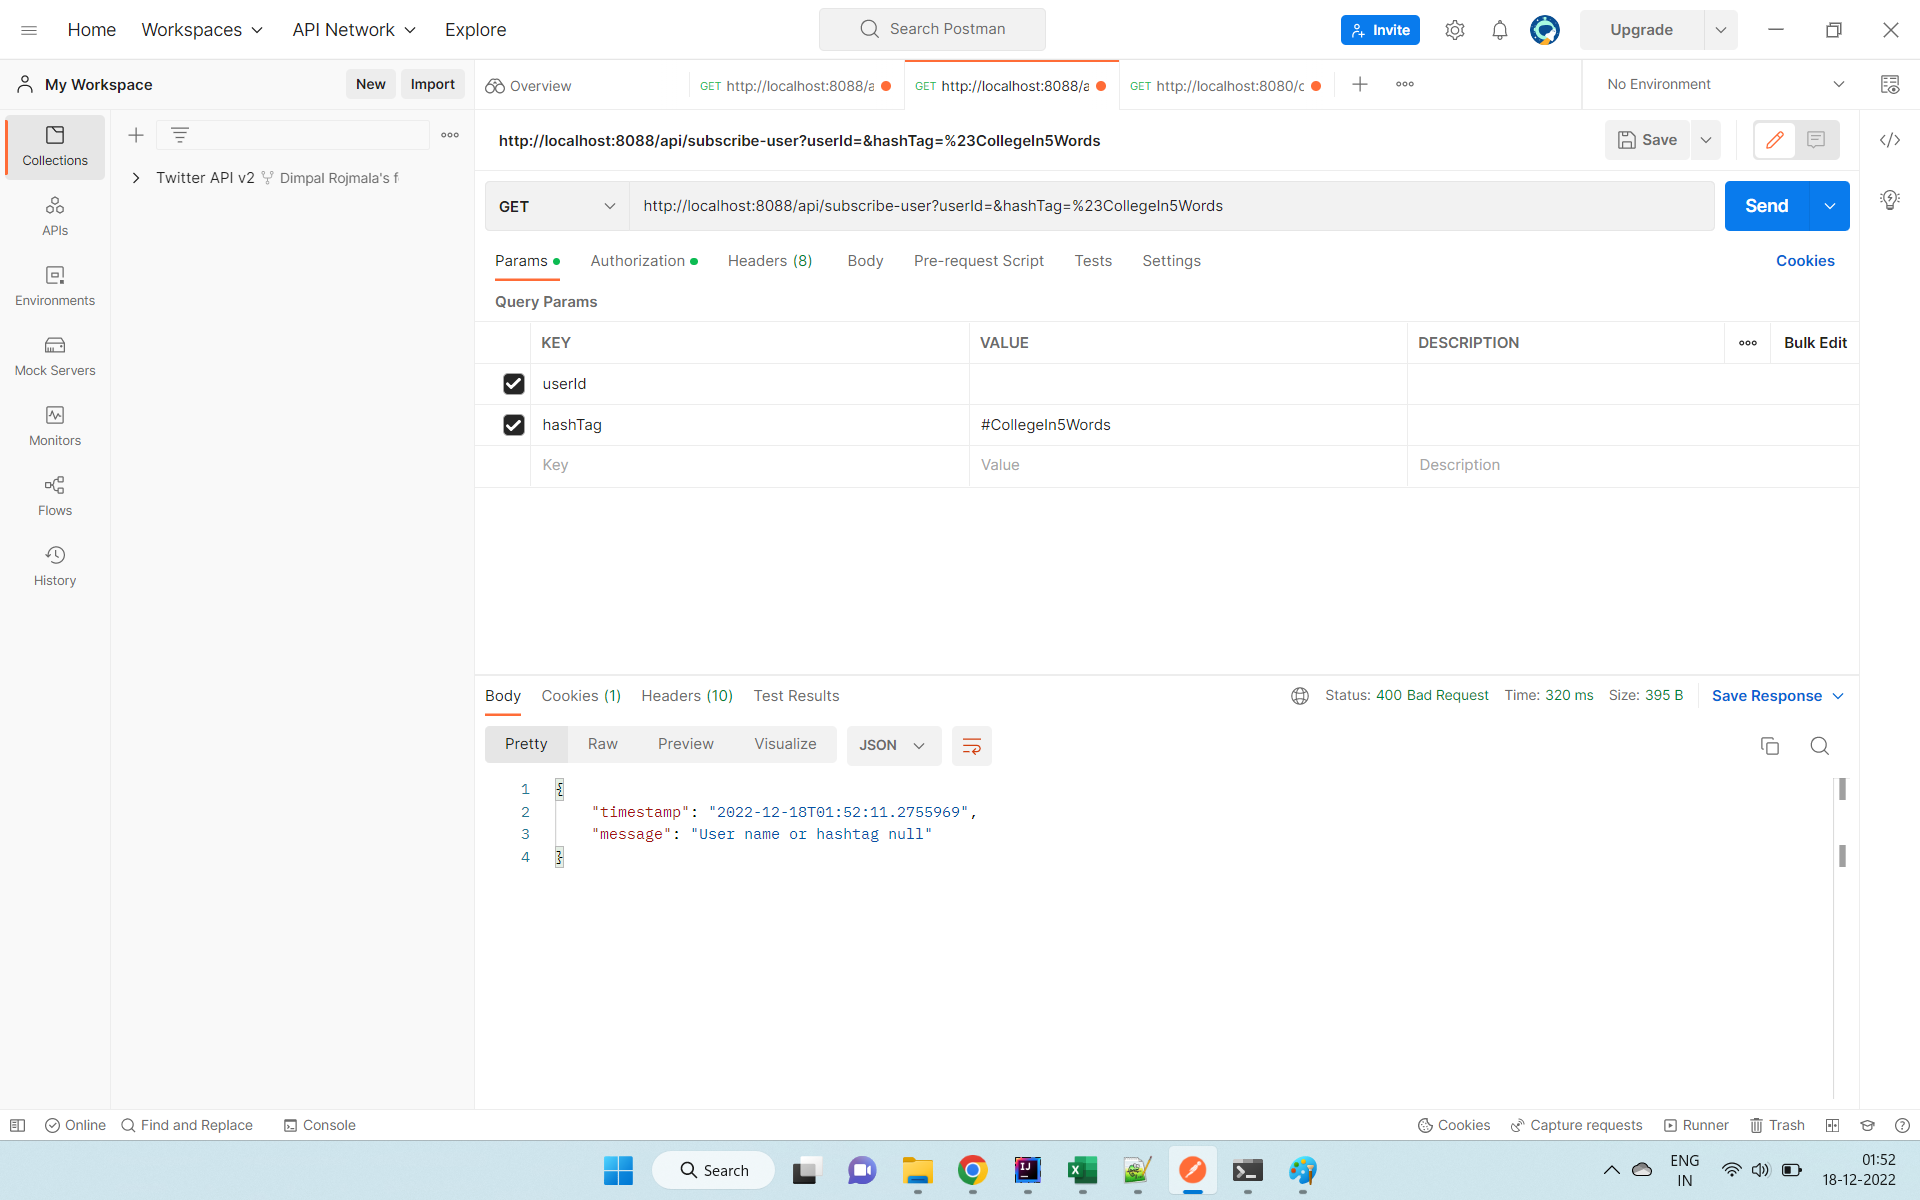 Home Workspaces API Network Explore Search Postman Invite Upgrade
My Workspace New Import Overview GET http://localhost:8088/a GET http://localhost:8088/a GET http://localhost:8080/c No Environment
Collections
APIs
Environments
Mock Servers
Monitors
Flows
History
Twitter API v2 Dimpal Rojmala's f
http://localhost:8088/api/subscribe-user?userId=&hashTag=%23CollegeIn5Words Save
GET http://localhost:8088/api/subscribe-user?userId=&hashTag=%23CollegeIn5Words Send
Params Authorization Headers (8) Body Pre-request Script Tests Settings Cookies
Query Params
KEY VALUE DESCRIPTION Bulk Edit
userId
hashTag #CollegeIn5Words
Key Value Description
Body Cookies (1) Headers (10) Test Results Status: 400 Bad Request Time: 320 ms Size: 395 B Save Response
Pretty Raw Preview Visualize JSON
1 {
2 "timestamp": "2022-12-18T01:52:11.2755969",
3 "message": "User name or hashtag null"
4 }
Online Find and Replace Console Cookies Capture requests Runner Trash
Search ENG 01:52
IN 18-12-2022